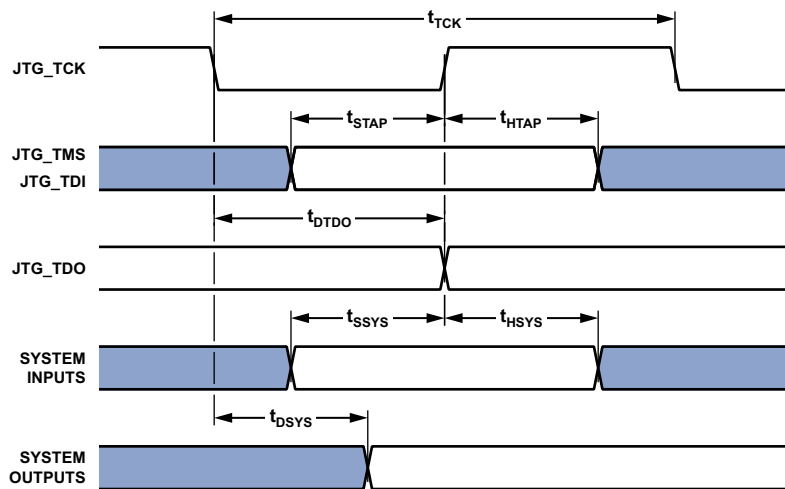 tTCK
JTG_TCK
tSTAP
tHTAP
JTG_TMS
JTG_TDI
tDTDO
JTG_TDO
tSSYS
tHSYS
SYSTEM
INPUTS
tDSYS
SYSTEM
OUTPUTS